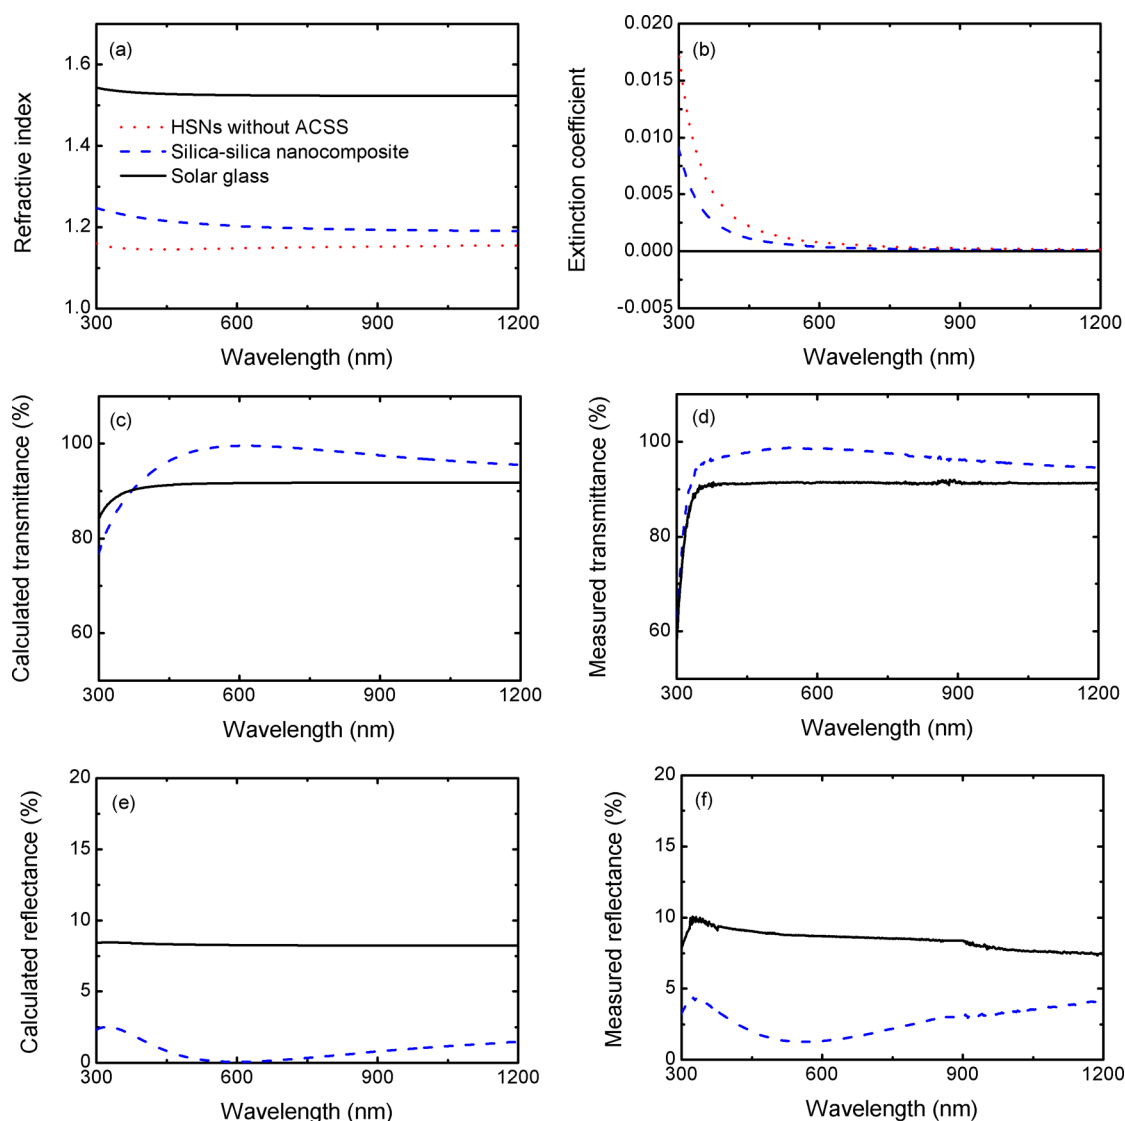 (a)
Refractive index
1.6
1.4
1.2
1.0
HSNs without ACSS
Silica-silica nanocomposite
Solar glass
300 600 900 1200
Wavelength (nm)
(b)
Extinction coefficient
0.020
0.015
0.010
0.005
0.000
-0.005
300 600 900 1200
Wavelength (nm)
(c)
Calculated transmittance (%)
100
80
60
300 600 900 1200
Wavelength (nm)
(d)
Measured transmittance (%)
100
80
60
300 600 900 1200
Wavelength (nm)
(e)
Calculated reflectance (%)
20
15
10
5
0
300 600 900 1200
Wavelength (nm)
(f)
Measured reflectance (%)
20
15
10
5
0
300 600 900 1200
Wavelength (nm)